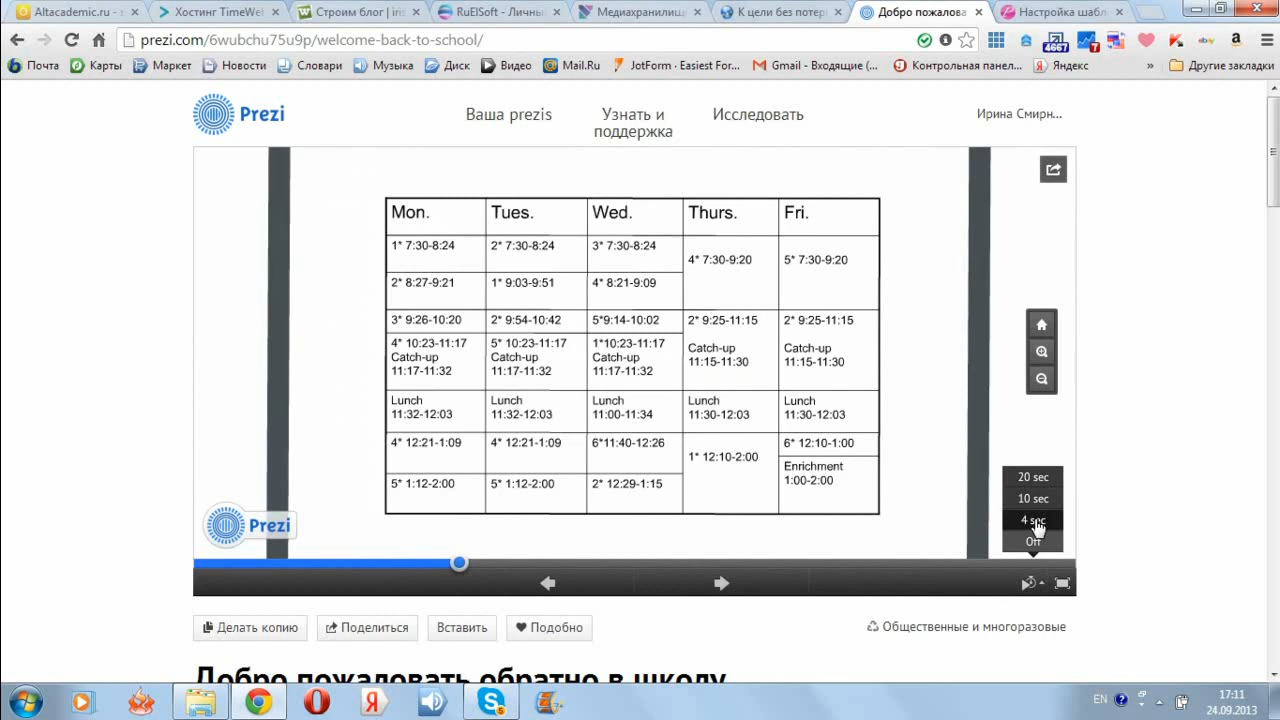 Altacademic.ru -
Хостинг TimeWel
Строим блог | iri
RuElSoft - Личны
Медиахранилищ
К цели без потер
Добро пожалова
Настройка шабл
prezi.com/6wubchu75u9p/welcome-back-to-school/
4667
7
Почта
Карты
Маркет
Новости
Словари
Музыка
Диск
Видео
Mail.Ru
JotForm · Easiest For...
Gmail - Входящие (...
Контрольная панел...
Яндекс
»
Другие закладки
Prezi
Ваша prezis
Узнать и
поддержка
Исследовать
Ирина Смирн...
Mon. Tues. Wed. Thurs. Fri.
1* 7:30-8:24 2* 7:30-8:24 3* 7:30-8:24 4* 7:30-9:20 5* 7:30-9:20
2* 8:27-9:21 1* 9:03-9:51 4* 8:21-9:09
3* 9:26-10:20 2* 9:54-10:42 5*9:14-10:02 2* 9:25-11:15 2* 9:25-11:15
4* 10:23-11:17 5* 10:23-11:17 1*10:23-11:17 Catch-up Catch-up
Catch-up Catch-up Catch-up 11:15-11:30 11:15-11:30
11:17-11:32 11:17-11:32 11:17-11:32
Lunch Lunch Lunch Lunch Lunch
11:32-12:03 11:32-12:03 11:00-11:34 11:30-12:03 11:30-12:03
4* 12:21-1:09 4* 12:21-1:09 6*11:40-12:26 1* 12:10-2:00 6* 12:10-1:00
Enrichment
1:00-2:00
5* 1:12-2:00 5* 1:12-2:00 2* 12:29-1:15
20 sec
10 sec
4 sec
Off
Prezi
Делать копию
Поделиться
Вставить
Подобно
Общественные и многоразовые
Добро пожаловать обратно в школу
EN
17:11
24.09.2013